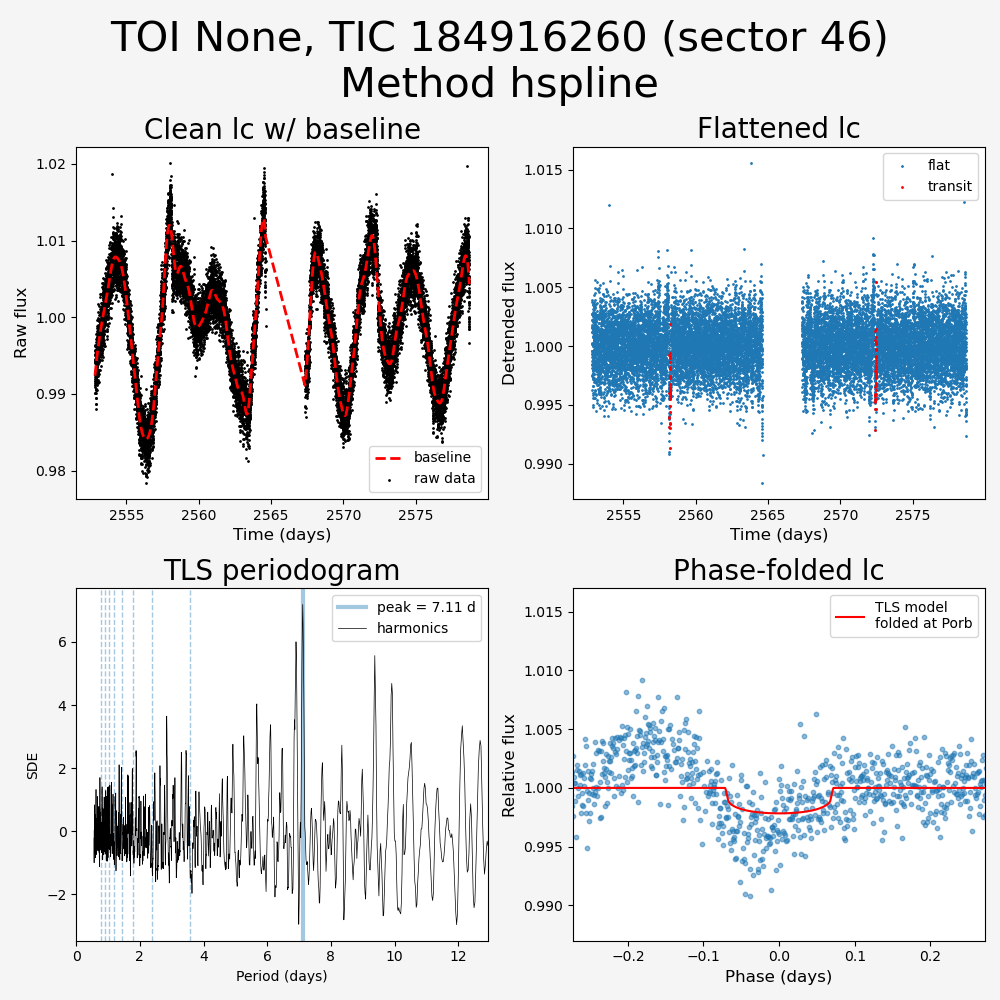 TOI None, TIC 184916260 (sector 46)
Method hspline
Clean lc w/ baseline
Flattened lc
1.02
1.01
1.00
0.99
0.98
Raw flux
baseline
raw data
2555
2560
2565
2570
2575
Time (days)
1.015
1.010
1.005
1.000
0.995
0.990
Detrended flux
flat
transit
2555
2560
2565
2570
2575
Time (days)
TLS periodogram
Phase-folded lc
6
4
2
0
−2
SDE
peak = 7.11 d
harmonics
0
2
4
6
8
10
12
Period (days)
1.015
1.010
1.005
1.000
0.995
0.990
Relative flux
TLS model
folded at Porb
−0.2
−0.1
0.0
0.1
0.2
Phase (days)